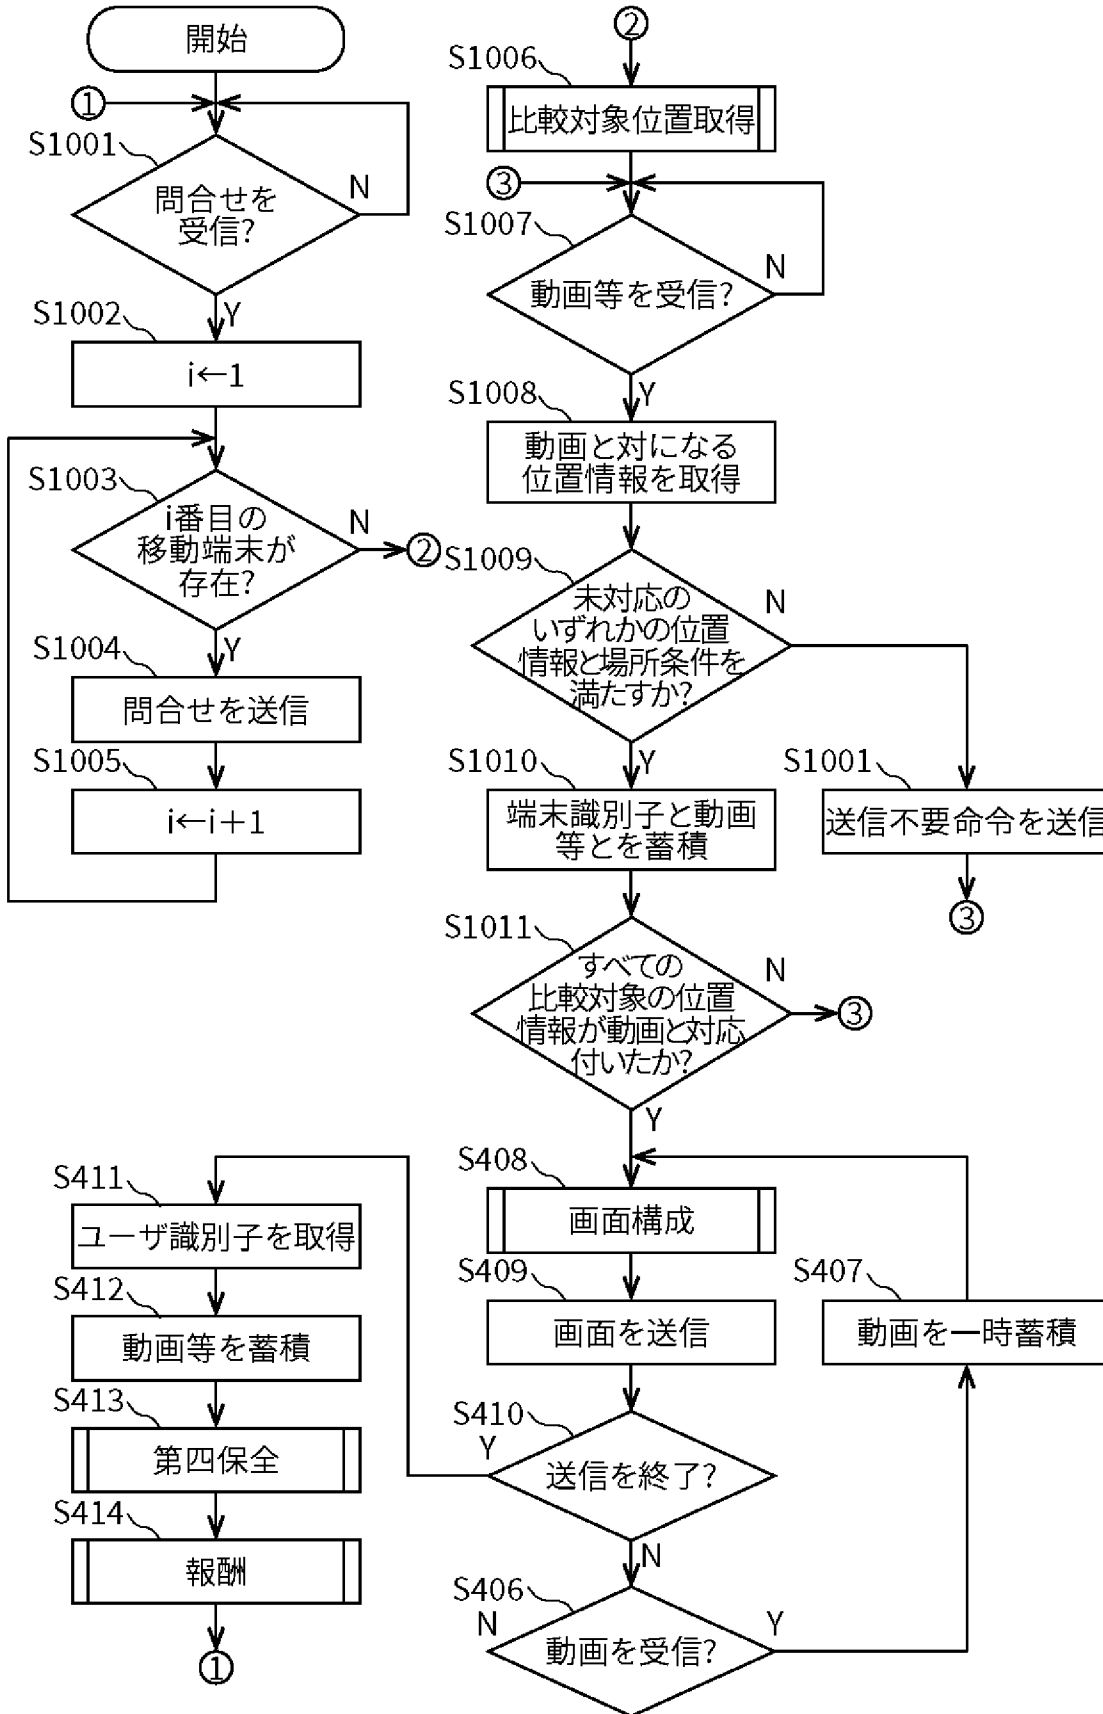 開始
①
S1001
問合せを
受信?
N
Y
S1002
i←1
S1003
i番目の
移動端末が
存在?
N
②
Y
S1004
問合せを送信
S1005
i←i+1
②
S1006
比較対象位置取得
③
S1007
動画等を受信?
N
Y
S1008
動画と対になる
位置情報を取得
S1009
未対応の
いずれかの位置
情報と場所条件を
満たすか?
N
Y
S1010
端末識別子と動画
等とを蓄積
S1001
送信不要命令を送信
③
S1011
すべての
比較対象の位置
情報が動画と対応
付いたか?
N
③
Y
S408
画面構成
S409
画面を送信
S407
動画を一時蓄積
S410
送信を終了?
Y
N
S406
動画を受信?
N
Y
S411
ユーザ識別子を取得
S412
動画等を蓄積
S413
第四保全
S414
報酬
①